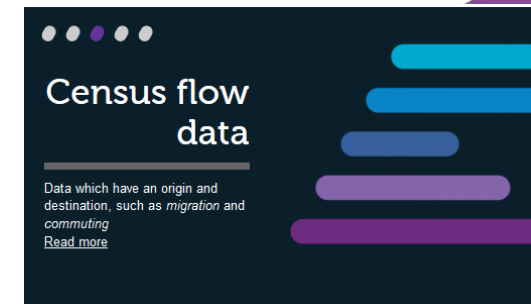 Census flow
data
Data which have an origin and
destination, such as migration and
commuting
Read more